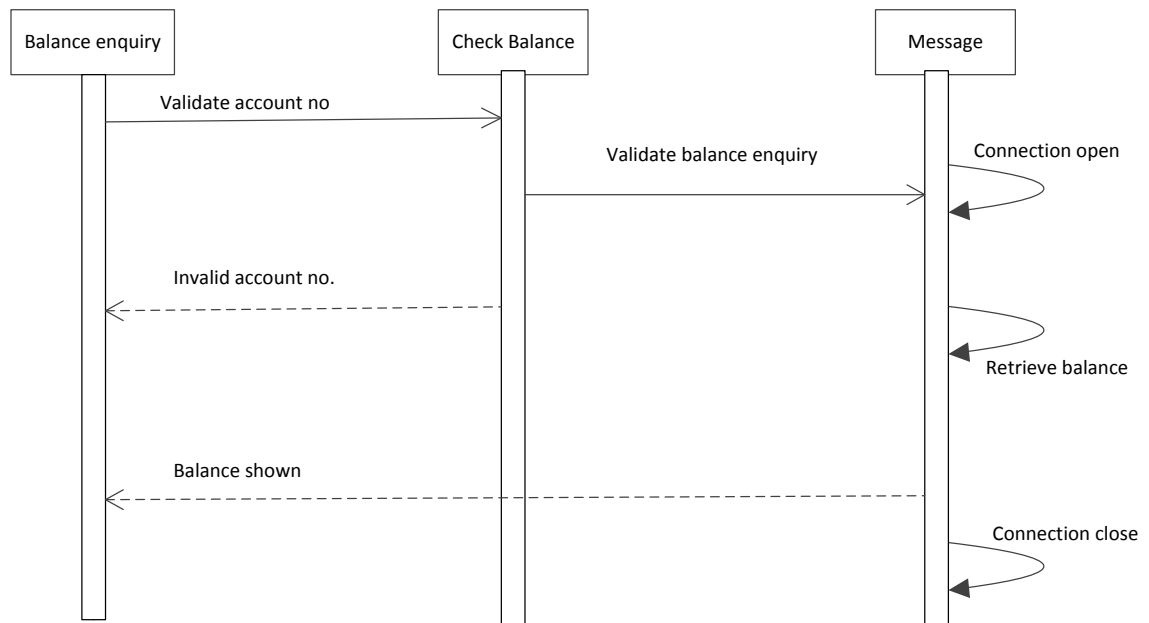 Balance enquiry
Check Balance
Message
Validate account no
Connection open
Validate balance enquiry
Invalid account no.
Retrieve balance
Balance shown
Connection close